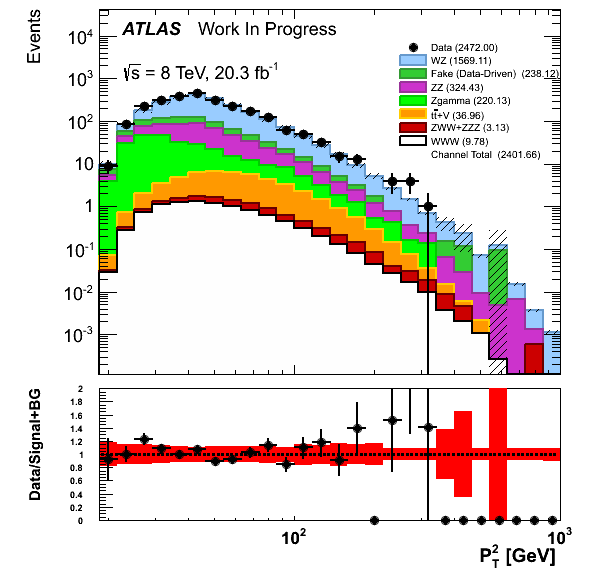 ATLAS Work In Progress
√s = 8 TeV, 20.3 fb⁻¹
Events
10⁴
10³
10²
10
1
10⁻¹
10⁻²
10⁻³
Data (2472.00)
WZ (1569.11)
Fake (Data-Driven) (238.12)
ZZ (324.43)
Zgamma (220.13)
tt̄+V (36.96)
ZWW+ZZZ (3.13)
WWW (9.78)
Channel Total (2401.66)
Data/Signal+BG
2
1.8
1.6
1.4
1.2
1
0.8
0.6
0.4
0.2
0
10² 10³
P²_T [GeV]